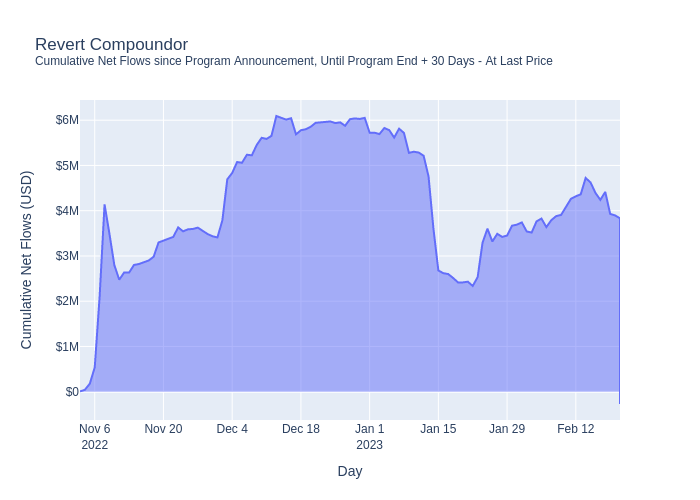 Revert Compoundor
Cumulative Net Flows since Program Announcement, Until Program End + 30 Days - At Last Price
Cumulative Net Flows (USD)
$6M
$5M
$4M
$3M
$2M
$1M
$0
Nov 6 Nov 20 Dec 4 Dec 18 Jan 1 Jan 15 Jan 29 Feb 12
2022 2023
Day